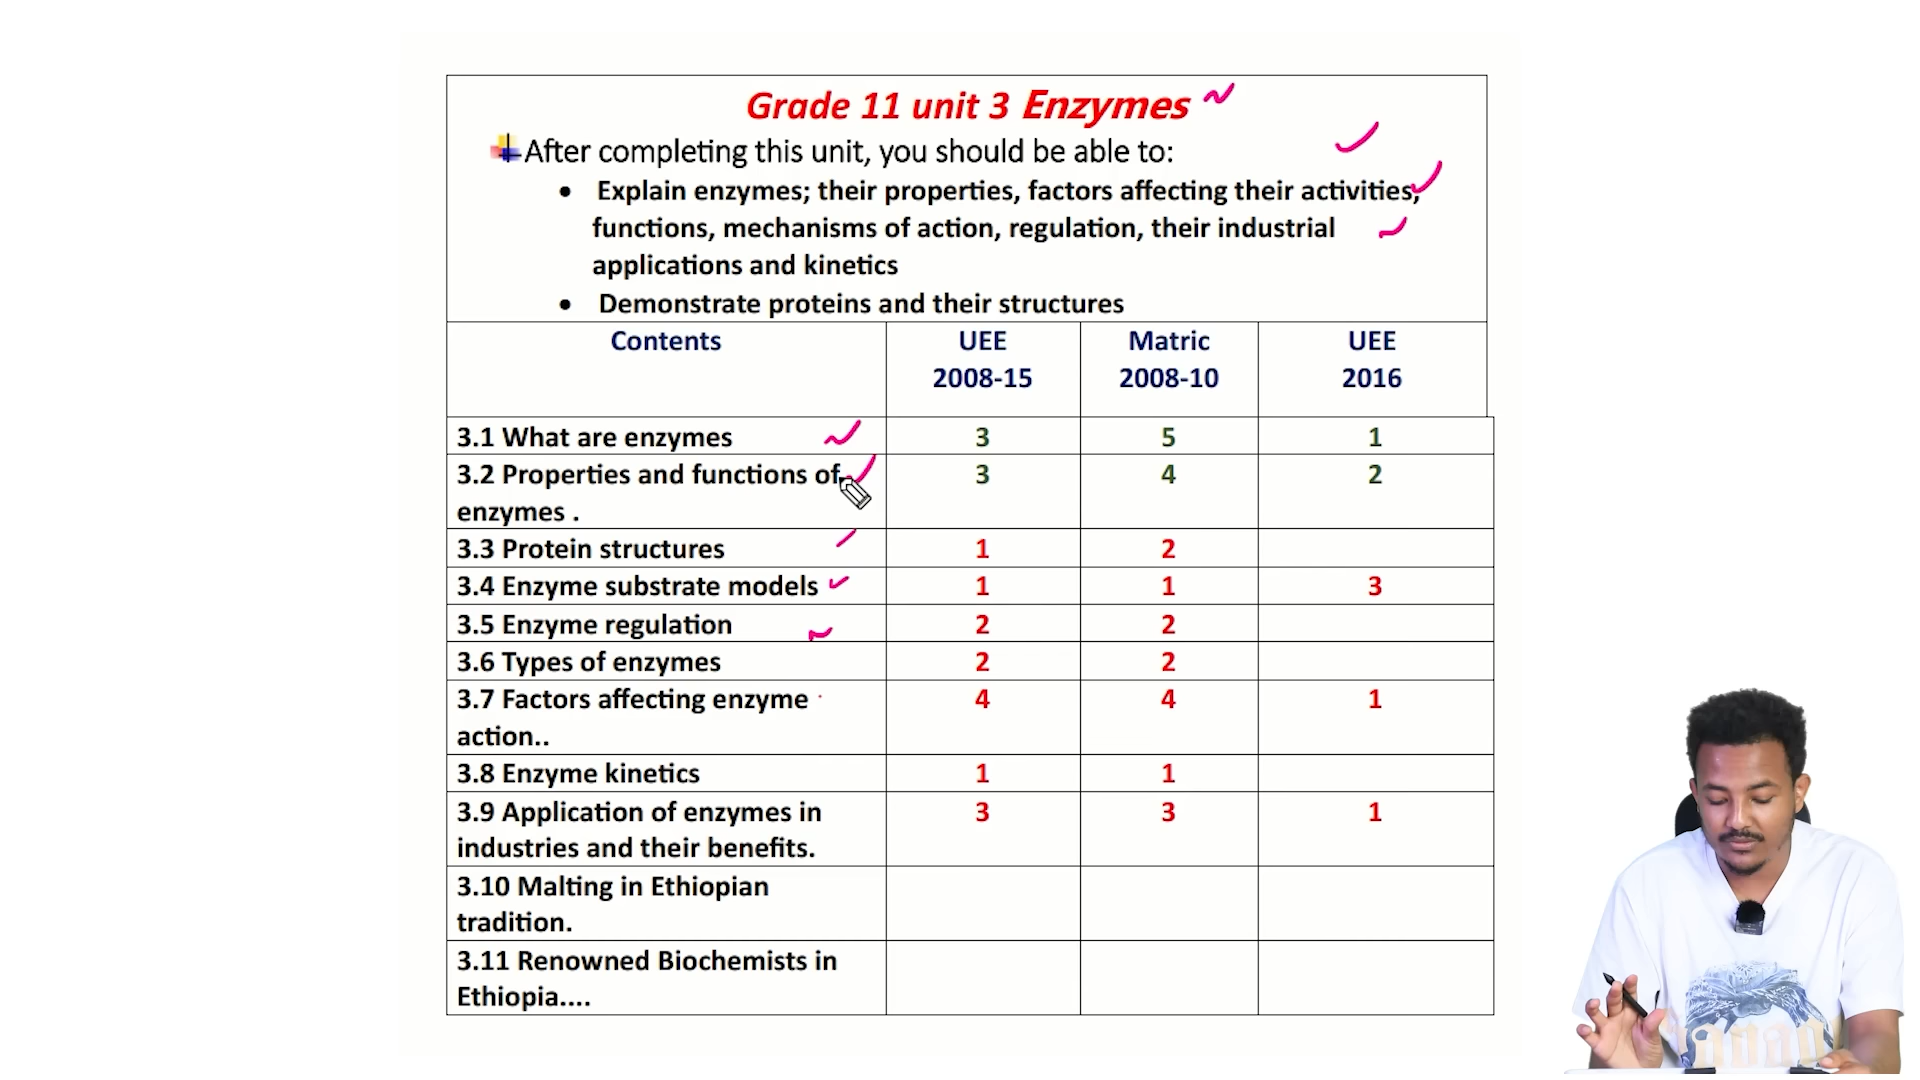 Grade 11 unit 3 Enzymes
After completing this unit, you should be able to:
• Explain enzymes; their properties, factors affecting their activities,
functions, mechanisms of action, regulation, their industrial
applications and kinetics
• Demonstrate proteins and their structures
Contents UEE 2008-15 Matric 2008-10 UEE 2016
3.1 What are enzymes 3 5 1
3.2 Properties and functions of 3 4 2
enzymes .
3.3 Protein structures 1 2
3.4 Enzyme substrate models 1 1 3
3.5 Enzyme regulation 2 2
3.6 Types of enzymes 2 2
3.7 Factors affecting enzyme 4 4 1
action..
3.8 Enzyme kinetics 1 1
3.9 Application of enzymes in 3 3 1
industries and their benefits.
3.10 Malting in Ethiopian
tradition.
3.11 Renowned Biochemists in
Ethiopia....